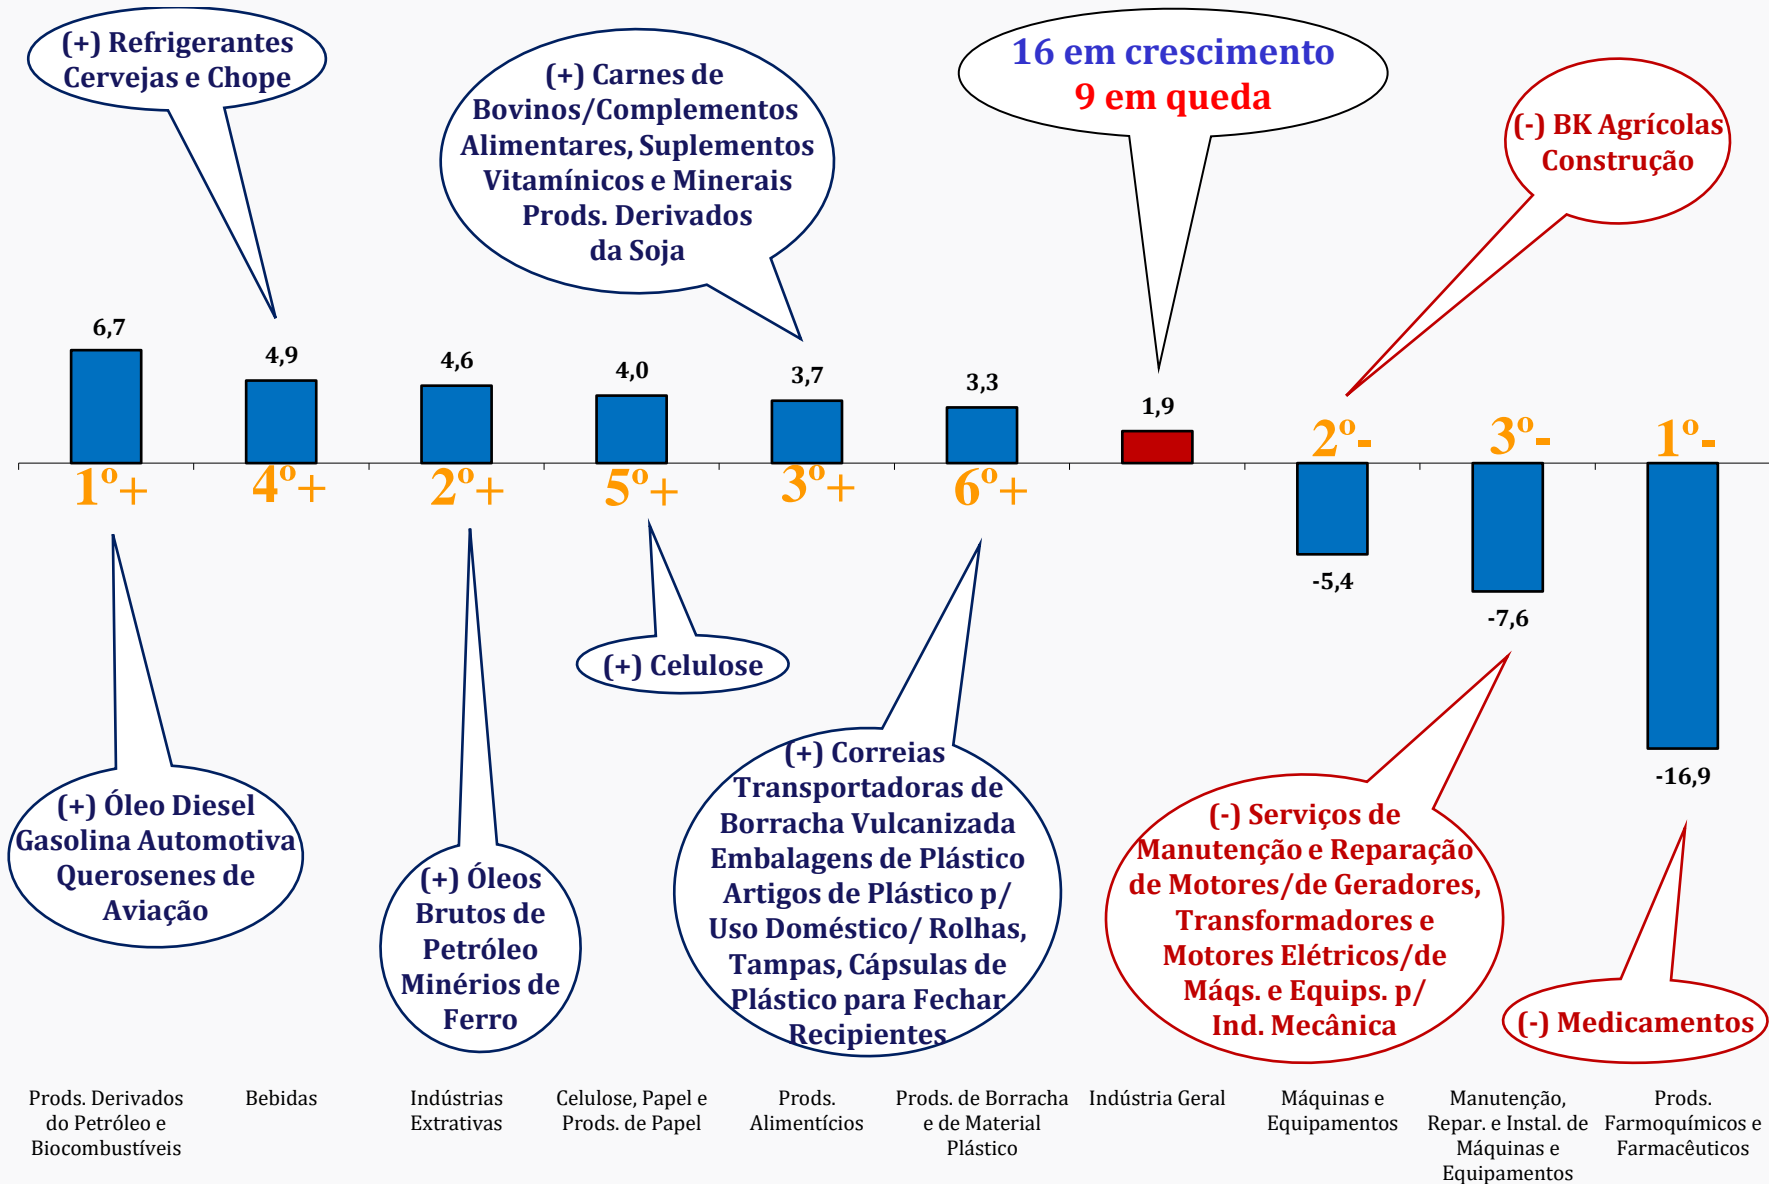 (+) Refrigerantes
Cervejas e Chope
(+) Carnes de
Bovinos/Complementos
Alimentares, Suplementos
Vitamínicos e Minerais
Prods. Derivados
da Soja
16 em crescimento
9 em queda
(-) BK Agrícolas
Construção
6,7
4,9
4,6
4,0
3,7
3,3
1,9
1º+
4º+
2º+
5º+
3º+
6º+
2º-
3º-
1º-
-5,4
-7,6
-16,9
(+) Óleo Diesel
Gasolina Automotiva
Querosenes de
Aviação
(+) Óleos
Brutos de
Petróleo
Minérios de
Ferro
(+) Celulose
(+) Correias
Transportadoras de
Borracha Vulcanizada
Embalagens de Plástico
Artigos de Plástico p/
Uso Doméstico/ Rolhas,
Tampas, Cápsulas de
Plástico para Fechar
Recipientes
(-) Serviços de
Manutenção e Reparação
de Motores/de Geradores,
Transformadores e
Motores Elétricos/de
Máqs. e Equips. p/
Ind. Mecânica
(-) Medicamentos
Prods. Derivados
do Petróleo e
Biocombustíveis
Bebidas
Indústrias
Extrativas
Celulose, Papel e
Prods. de Papel
Prods.
Alimentícios
Prods. de Borracha
e de Material
Plástico
Indústria Geral
Máquinas e
Equipamentos
Manutenção,
Repar. e Instal. de
Máquinas e
Equipamentos
Prods.
Farmoquímicos e
Farmacêuticos